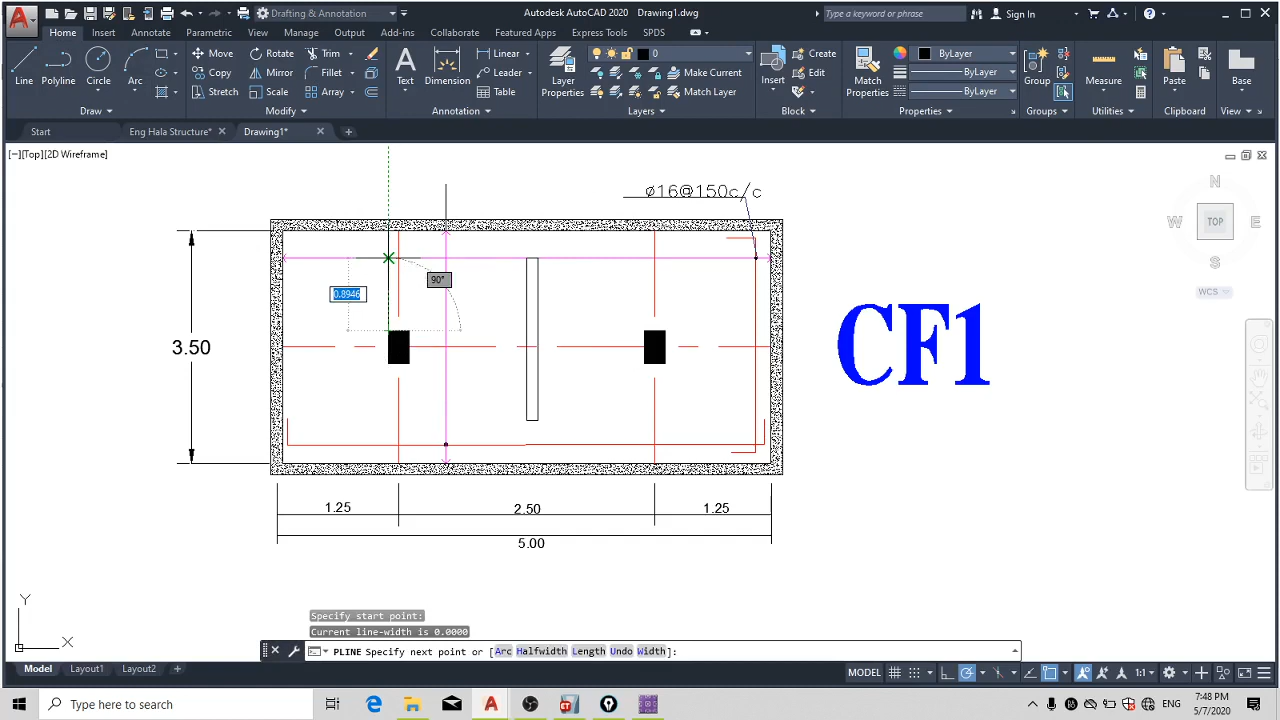 Drafting & Annotation
Autodesk AutoCAD 2020 Drawing1.dwg
Type a keyword or phrase
Sign In
Home Insert Annotate Parametric View Manage Output Add-ins Collaborate Featured Apps Express Tools SPDS
Line Polyline Circle Arc
Move Rotate Trim
Copy Mirror Fillet
Stretch Scale Array
Text Dimension
Linear
Leader
Table
Layer Properties
0
Make Current
Match Layer
Insert
Create
Edit
Match Properties
ByLayer
ByLayer
ByLayer
Group
Measure
Paste
Base
Draw Modify Annotation Layers Block Properties Groups Utilities Clipboard View
Start Eng Hala Structure* Drawing1*
[−][Top][2D Wireframe]
N
W TOP E
S
WCS
ø16@150c/c
90°
0.8946
3.50
CF1
1.25 2.50 1.25
5.00
Y
X
Specify start point:
Current line-width is 0.0000
PLINE Specify next point or [Arc Halfwidth Length Undo Width]:
Model Layout1 Layout2
MODEL
1:1
Type here to search
ENG
7:48 PM
5/7/2020